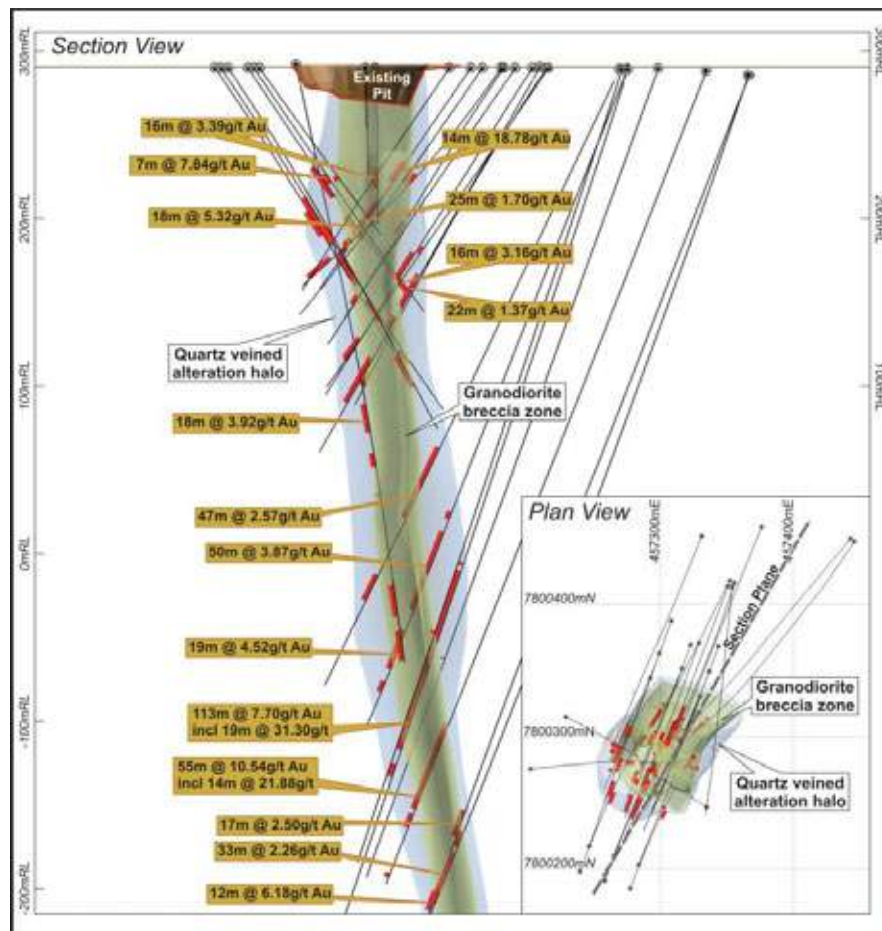 Section View
300mRL
300mRL
Existing
Pit
16m @ 3.39g/t Au
14m @ 18.78g/t Au
7m @ 7.84g/t Au
25m @ 1.70g/t Au
18m @ 5.32g/t Au
200mRL
200mRL
16m @ 3.16g/t Au
22m @ 1.37g/t Au
Quartz veined
alteration halo
100mRL
100mRL
Granodiorite
breccia zone
18m @ 3.92g/t Au
47m @ 2.57g/t Au
50m @ 3.87g/t Au
0mRL
19m @ 4.52g/t Au
113m @ 7.70g/t Au
incl 19m @ 31.30g/t
-100mRL
55m @ 10.54g/t Au
incl 14m @ 21.88g/t
17m @ 2.50g/t Au
33m @ 2.26g/t Au
12m @ 6.18g/t Au
-200mRL
Plan View
457300mE
457400mE
7800400mN
Section Plane
Granodiorite
breccia zone
7800300mN
Quartz veined
alteration halo
7800200mN